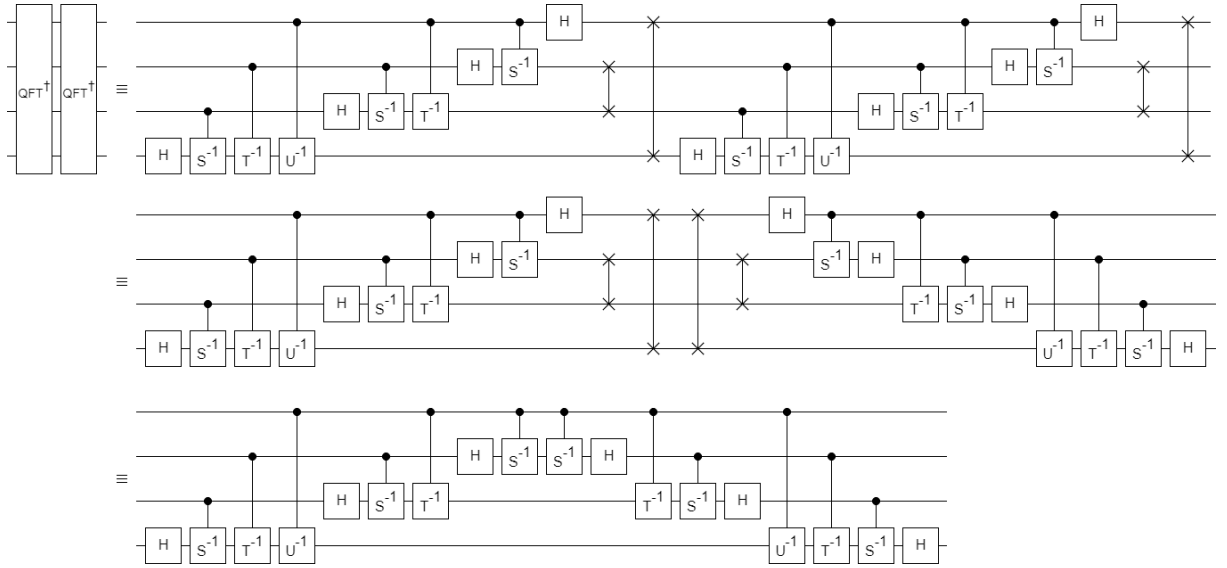 H H
H S⁻¹ H S⁻¹
QFT† QFT† ≡
H S⁻¹ T⁻¹ H S⁻¹ T⁻¹
H S⁻¹ T⁻¹ U⁻¹ H S⁻¹ T⁻¹ U⁻¹
H H
H S⁻¹ S⁻¹ H
≡
H S⁻¹ T⁻¹ T⁻¹ S⁻¹ H
H S⁻¹ T⁻¹ U⁻¹ U⁻¹ T⁻¹ S⁻¹ H
H S⁻¹ S⁻¹ H
≡
H S⁻¹ T⁻¹ T⁻¹ S⁻¹ H
H S⁻¹ T⁻¹ U⁻¹ U⁻¹ T⁻¹ S⁻¹ H